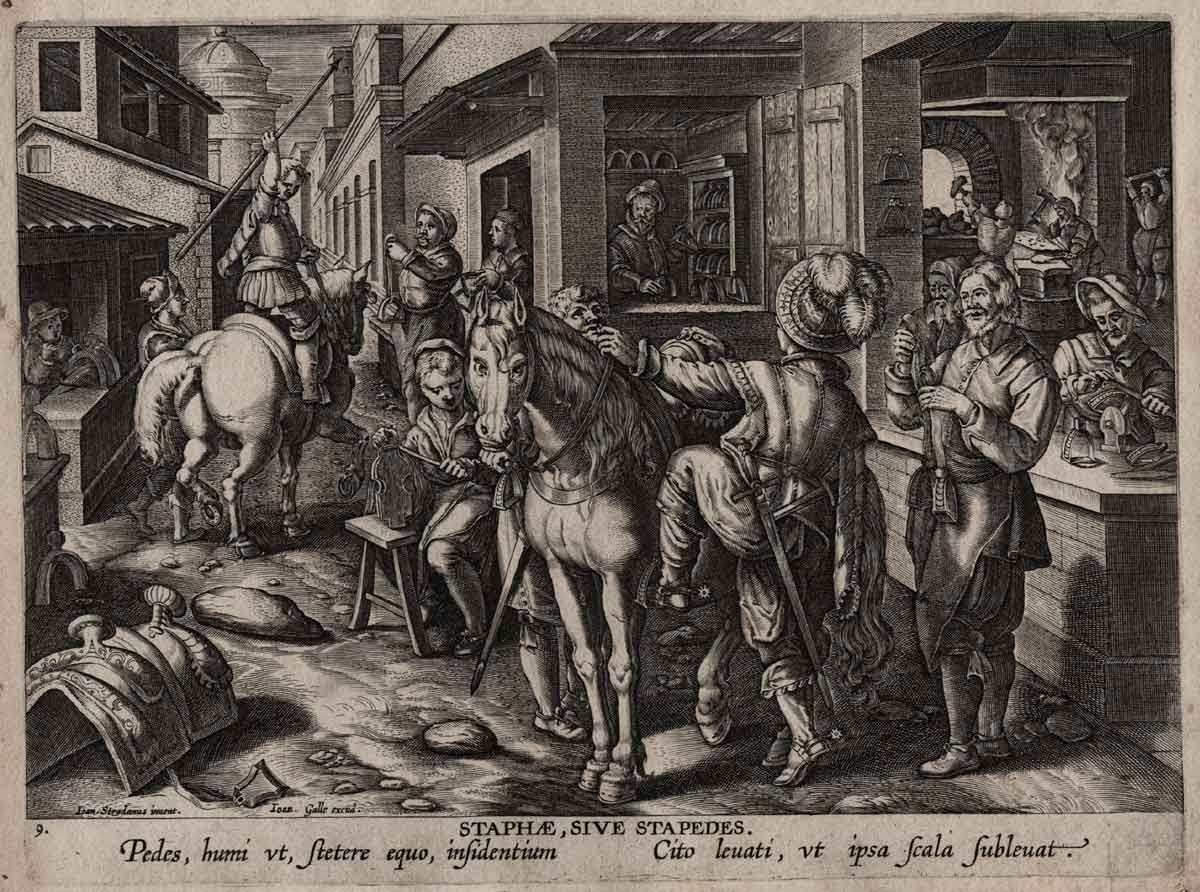 Ioan. Stradanus invent.
Ioan. Galle excud.
9.
STAPHÆ, SIVE STAPEDES.
Pedes, humi vt, stetere equo, insidentium
Cito leuati, vt ipsa scala subleuat.